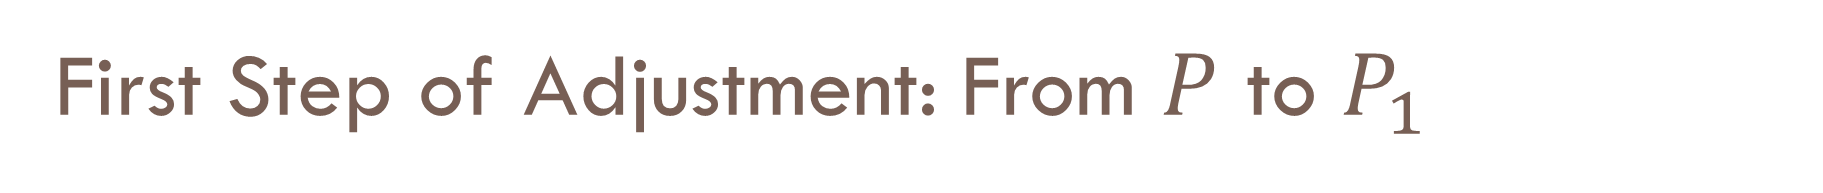 First Step of Adjustment: From P to P₁